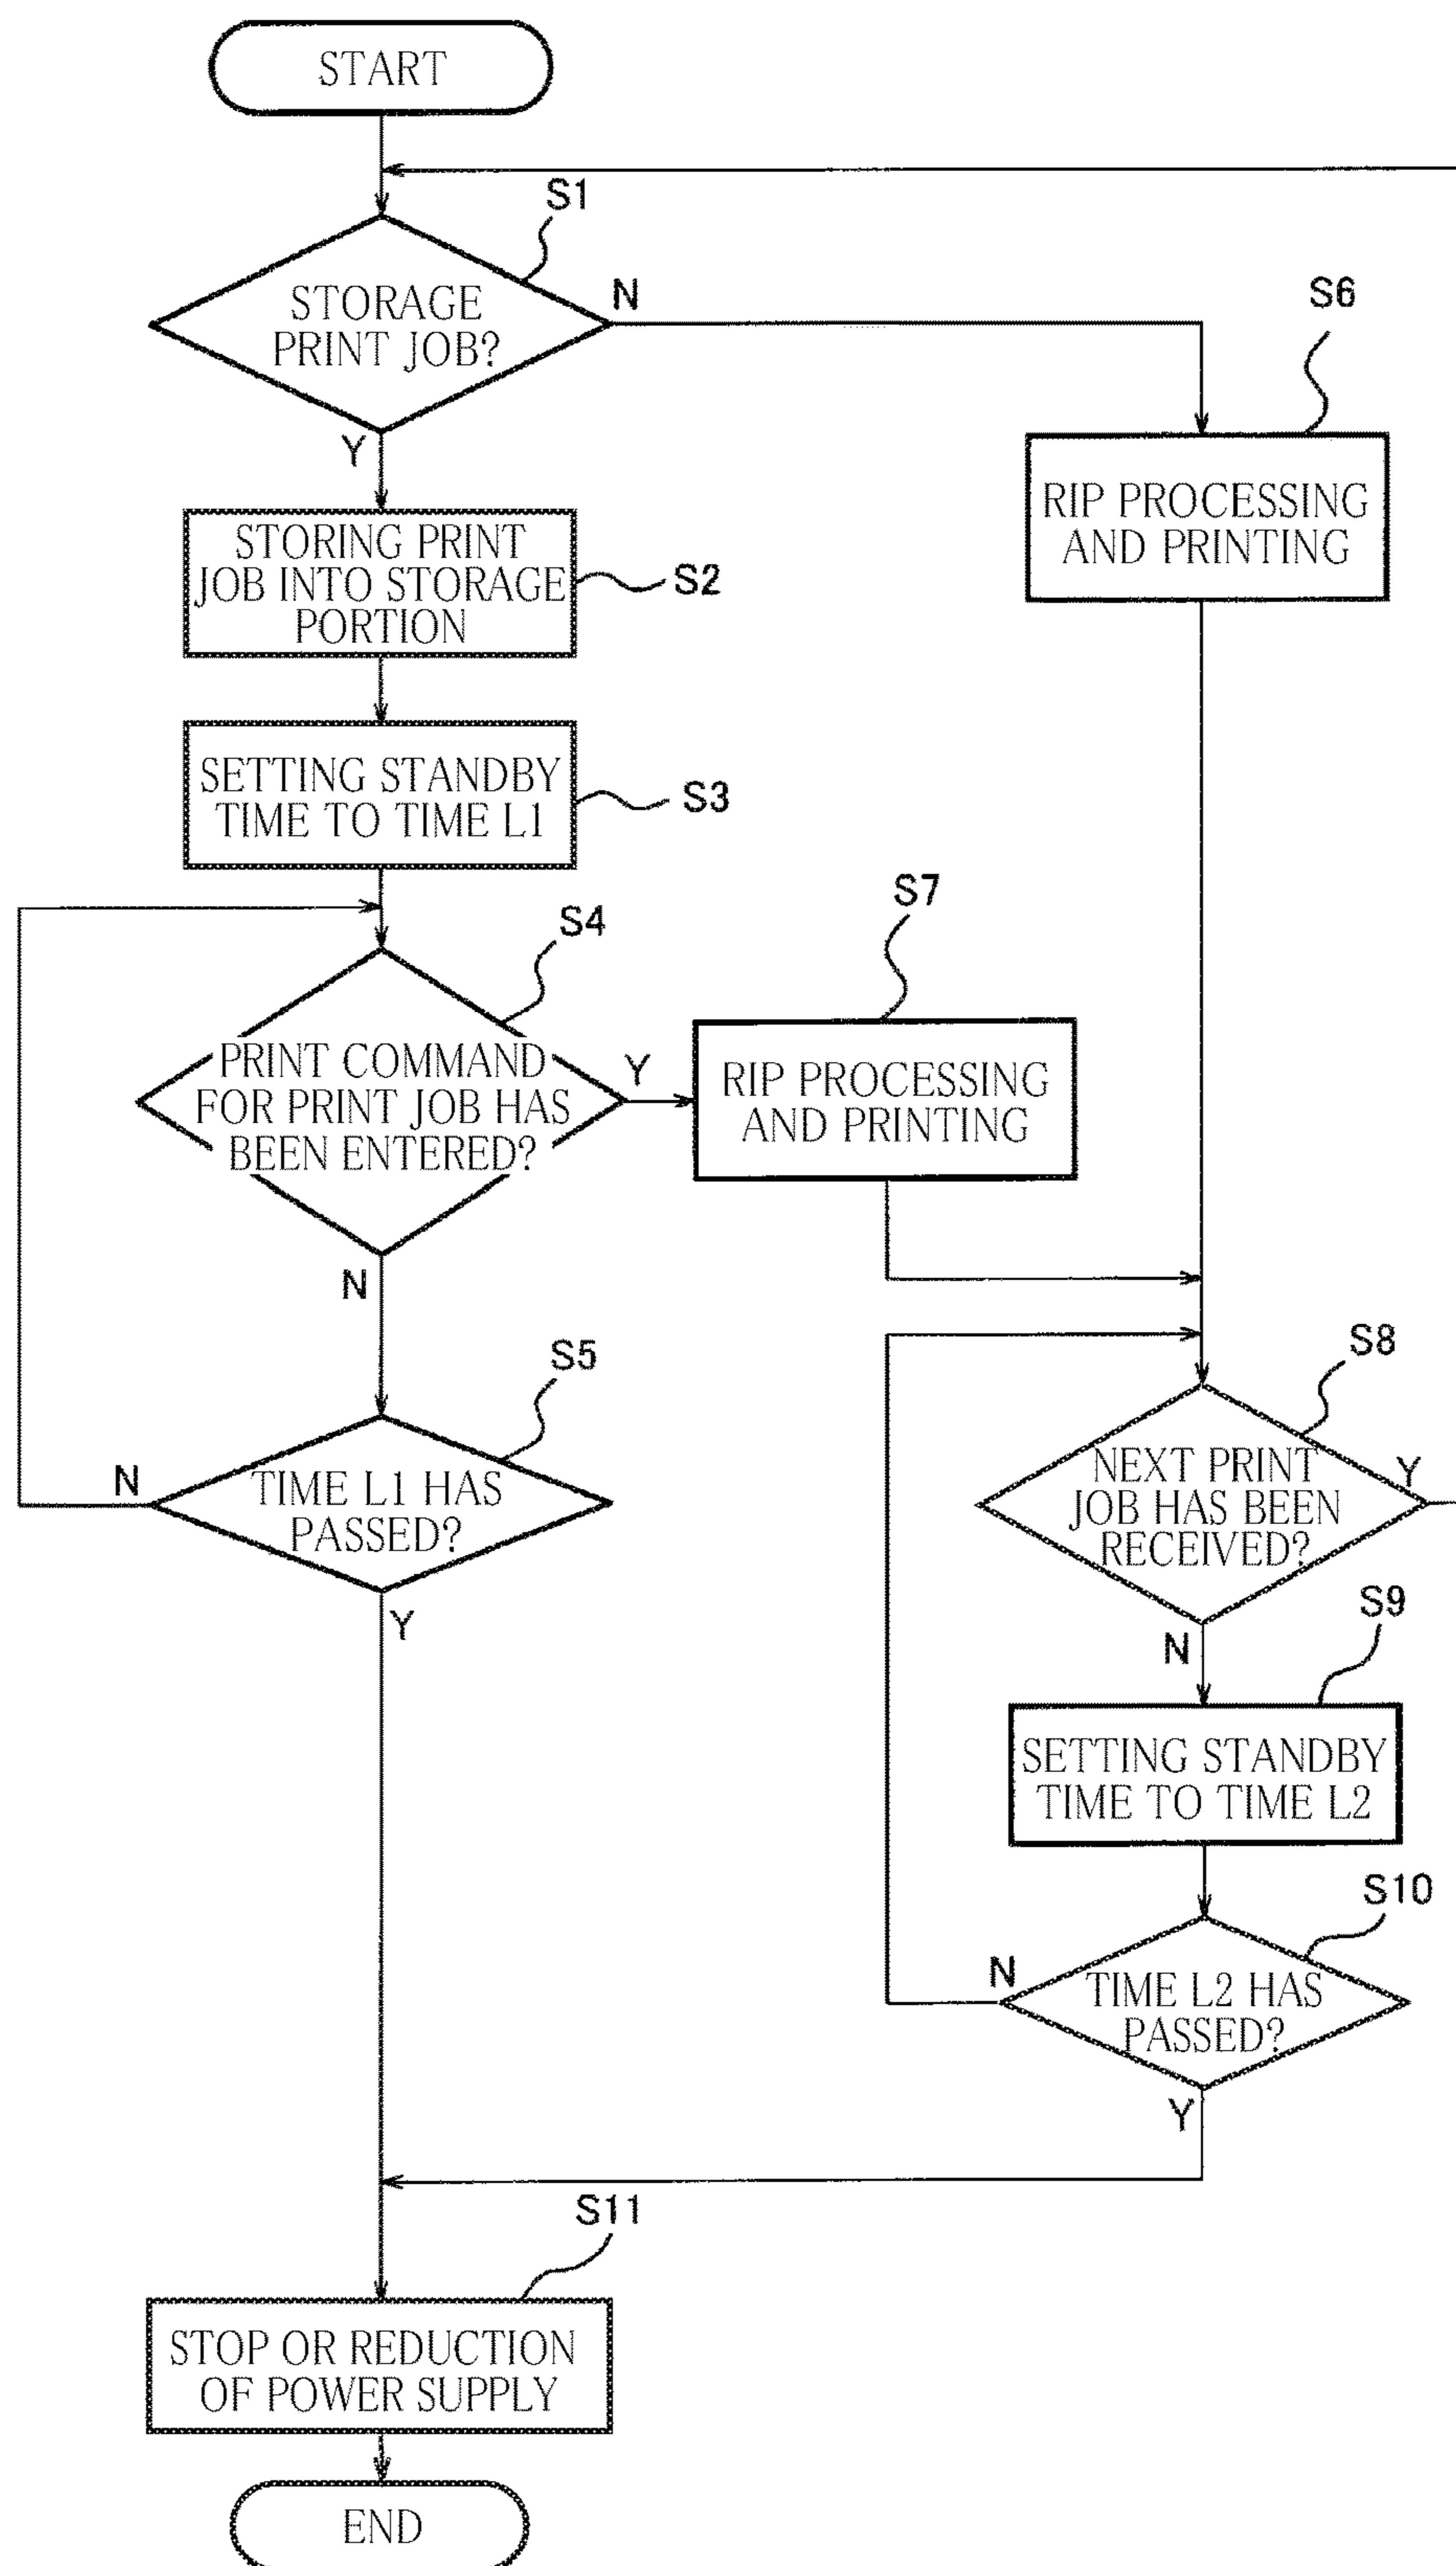 START
S1
STORAGE
PRINT JOB?
N
Y
S6
RIP PROCESSING
AND PRINTING
STORING PRINT
JOB INTO STORAGE
PORTION
S2
SETTING STANDBY
TIME TO TIME L1
S3
S4
PRINT COMMAND
FOR PRINT JOB HAS
BEEN ENTERED?
Y
N
S7
RIP PROCESSING
AND PRINTING
S5
TIME L1 HAS
PASSED?
N
Y
S8
NEXT PRINT
JOB HAS BEEN
RECEIVED?
Y
N
S9
SETTING STANDBY
TIME TO TIME L2
S10
TIME L2 HAS
PASSED?
N
Y
S11
STOP OR REDUCTION
OF POWER SUPPLY
END